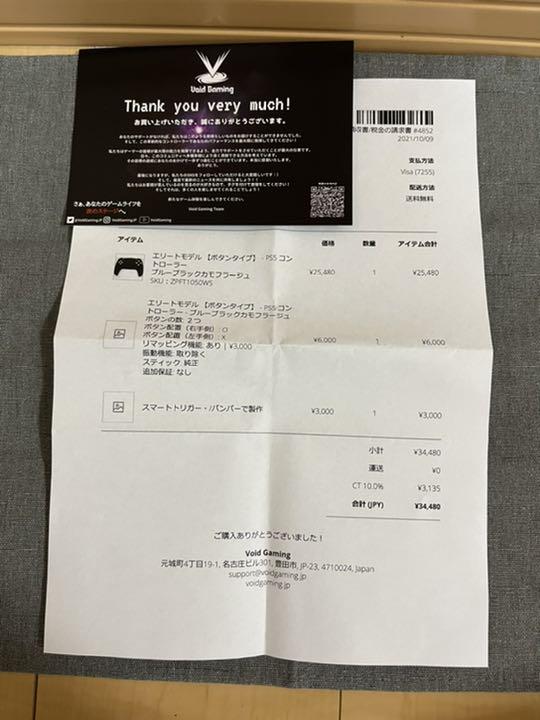 Void Gaming
Thank you very much!
お買い上げいただき、誠にありがとうございます。
さぁ、あなたのゲームライフを
次のステージへ
Void Gaming Team
領収書/税金の請求書 #4852
2021/10/09
支払方法
Visa (7255)
配送方法
送料無料
アイテム 価格 数量 アイテム合計
エリートモデル 【ボタンタイプ】 - PS5 コン
トローラー
ブルーブラックカモフラージュ
SKU : ZPFT1050WS
¥25,480 1 ¥25,480
エリートモデル 【ボタンタイプ】 - PS5 コン
トローラー - ブルーブラックカモフラージュ
ボタンの数: 2つ
ボタン配置（右手側）: O
ボタン配置（左手側）: X
リマッピング機能: あり | ¥3,000
振動機能: 取り除く
スティック: 純正
追加保証: なし
¥6,000 1 ¥6,000
スマートトリガー・バンパーで製作 ¥3,000 1 ¥3,000
小計 ¥34,480
運送 ¥0
CT 10.0% ¥3,135
合計 (JPY) ¥34,480
ご購入ありがとうございました！
Void Gaming
元城町4丁目19-1, 名古屋ビル301, 豊田市, JP-23, 4710024, Japan
support@voidgaming.jp
voidgaming.jp